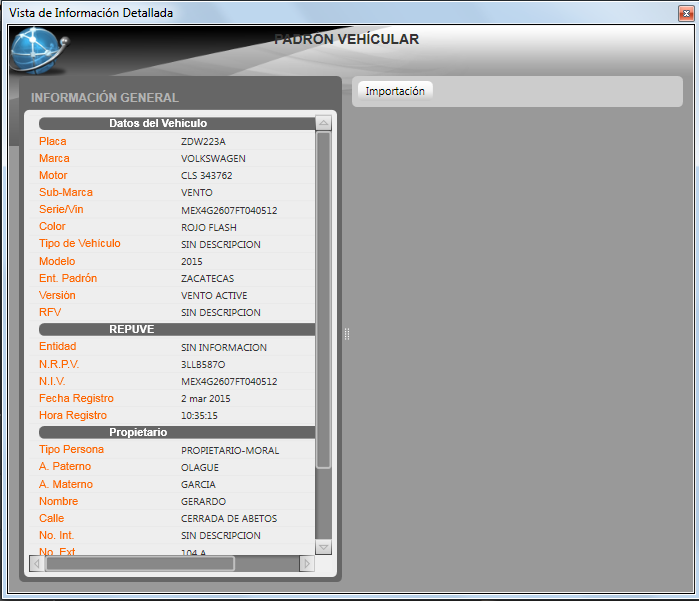 Vista de Información Detallada
PADRÓN VEHÍCULAR
INFORMACIÓN GENERAL
Importación
Datos del Vehiculo
Placa ZDW223A
Marca VOLKSWAGEN
Motor CLS 343762
Sub-Marca VENTO
Serie/Vin MEX4G2607FT040512
Color ROJO FLASH
Tipo de Vehículo SIN DESCRIPCION
Modelo 2015
Ent. Padrón ZACATECAS
Versión VENTO ACTIVE
RFV SIN DESCRIPCION
REPUVE
Entidad SIN INFORMACION
N.R.P.V. 3LLB587O
N.I.V. MEX4G2607FT040512
Fecha Registro 2 mar 2015
Hora Registro 10:35:15
Propietario
Tipo Persona PROPIETARIO-MORAL
A. Paterno OLAGUE
A. Materno GARCIA
Nombre GERARDO
Calle CERRADA DE ABETOS
No. Int. SIN DESCRIPCION
No. Ext. 104 A